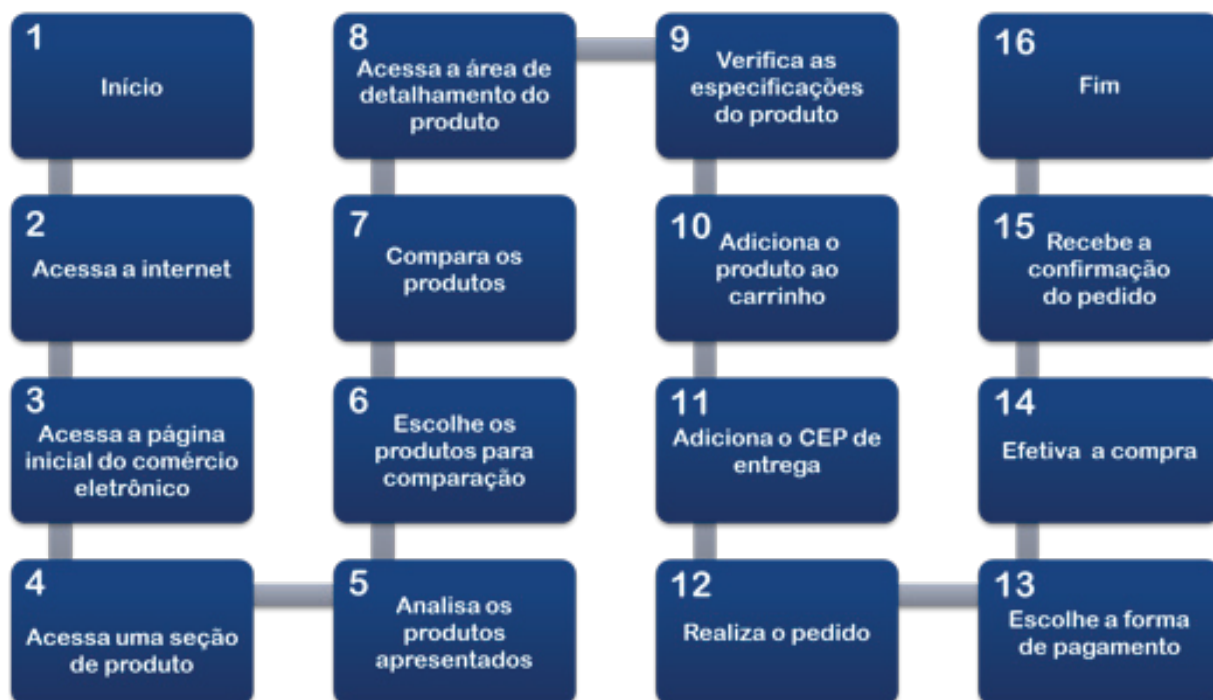 1
Início
2
Acessa a internet
3
Acessa a página
inicial do comércio
eletrônico
4
Acessa uma seção
de produto
5
Analisa os
produtos
apresentados
6
Escolhe os
produtos para
comparação
7
Compara os
produtos
8
Acessa a área de
detalhamento do
produto
9
Verifica as
especificações
do produto
10
Adiciona o
produto ao
carrinho
11
Adiciona o CEP de
entrega
12
Realiza o pedido
13
Escolhe a forma
de pagamento
14
Efetiva a compra
15
Recebe a
confirmação
do pedido
16
Fim